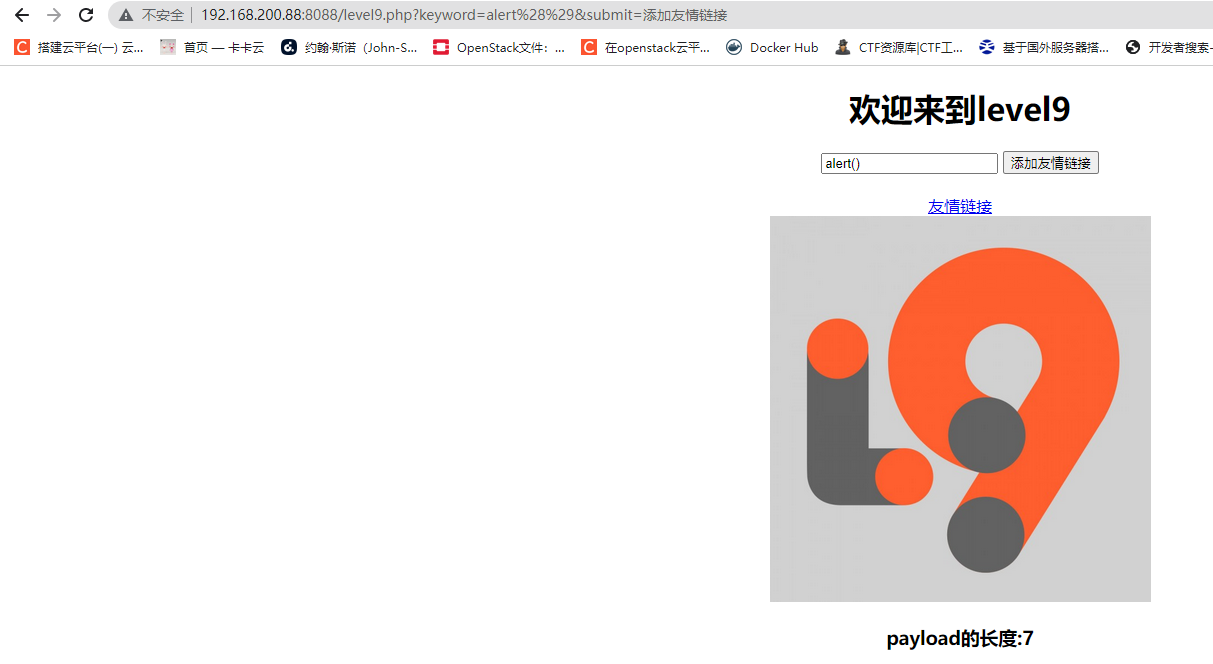 不安全 192.168.200.88:8088/level9.php?keyword=alert%28%29&submit=添加友情链接
搭建云平台(一) 云... 首页 — 卡卡云 约翰·斯诺（John-S... OpenStack文件：... 在openstack云平... Docker Hub CTF资源库|CTF工... 基于国外服务器搭... 开发者搜索-
欢迎来到level9
alert() 添加友情链接
友情链接
payload的长度:7